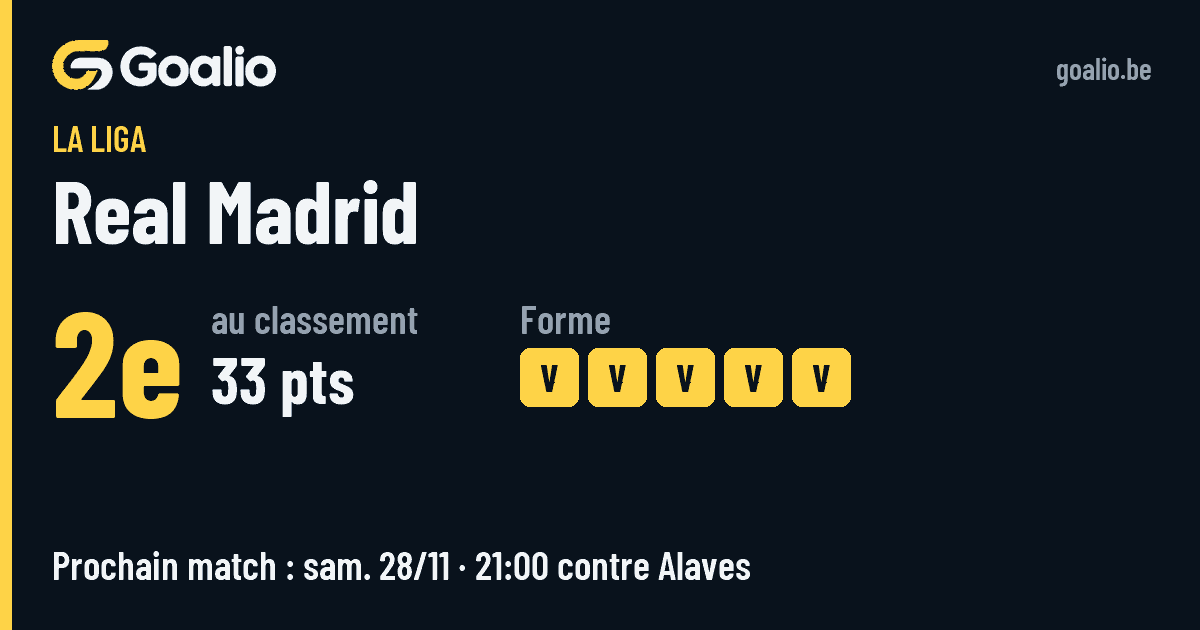 Goalio
goalio.be
LA LIGA
Real Madrid
2e
au classement
33 pts
Forme
V V V V V
Prochain match : sam. 28/11 · 21:00 contre Alaves